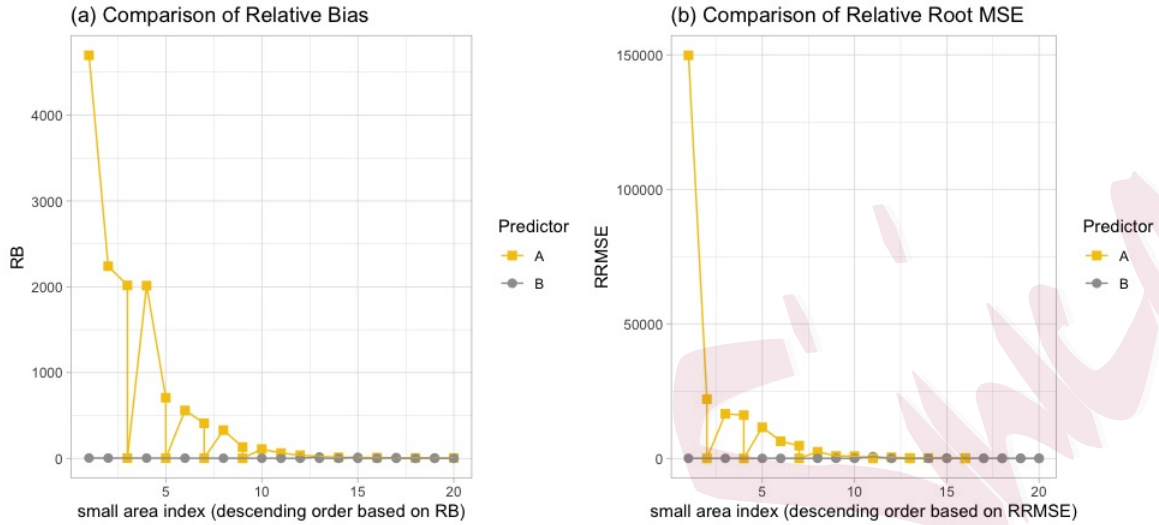 (a) Comparison of Relative Bias
RB
4000
3000
2000
1000
0
5
10
15
20
small area index (descending order based on RB)
Predictor
A
B
(b) Comparison of Relative Root MSE
RRMSE
150000
100000
50000
0
5
10
15
20
small area index (descending order based on RRMSE)
Predictor
A
B